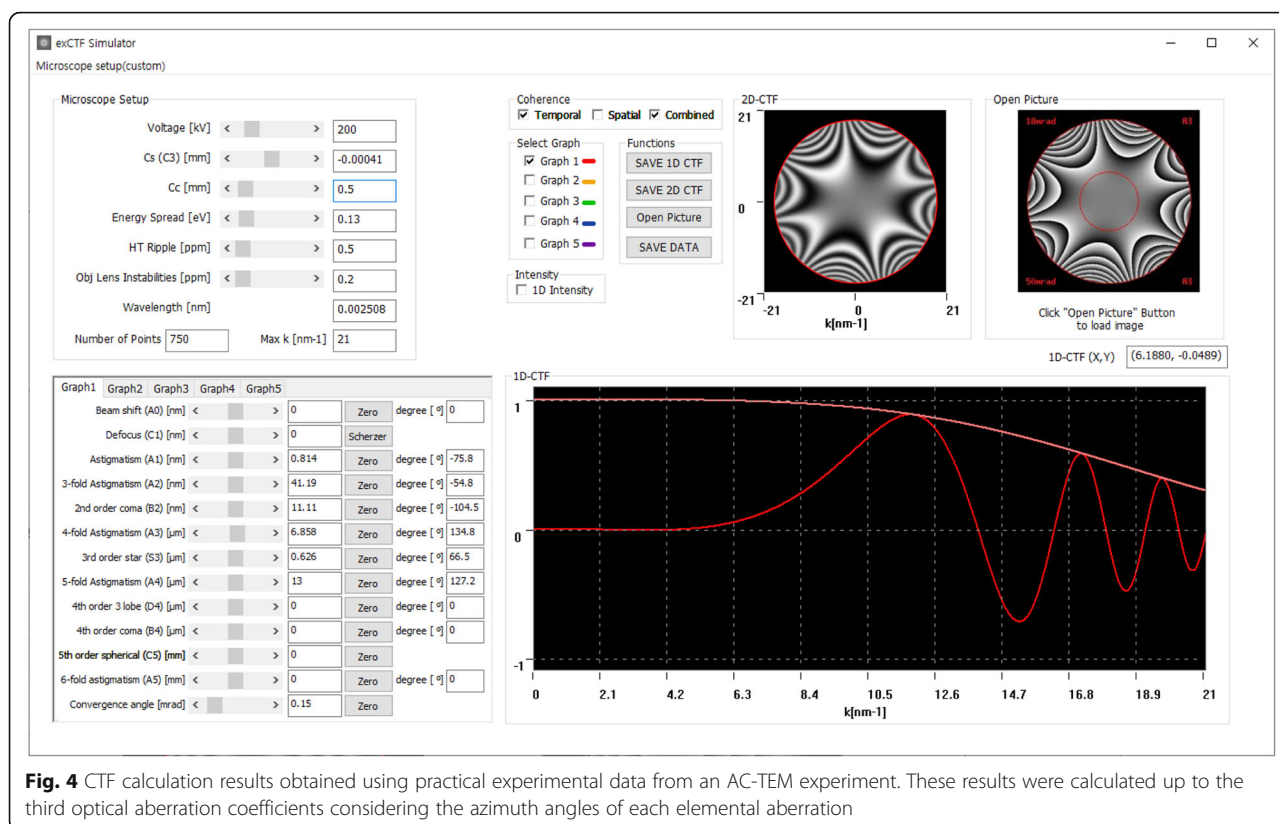 exCTF Simulator
Microscope setup(custom)
Microscope Setup
Voltage [kV] < > 200
Cs (C3) [mm] < > -0.00041
Cc [mm] < > 0.5
Energy Spread [eV] < > 0.13
HT Ripple [ppm] < > 0.5
Obj Lens Instabilities [ppm] < > 0.2
Wavelength [nm] 0.002508
Number of Points 750 Max k [nm-1] 21
Coherence
Temporal Spatial Combined
Select Graph
Graph 1
Graph 2
Graph 3
Graph 4
Graph 5
Functions
SAVE 1D CTF
SAVE 2D CTF
Open Picture
SAVE DATA
Intensity
1D Intensity
2D-CTF
21
0
-21
-21 0 21
k[nm-1]
Open Picture
18mrad A3
50mrad A3
Click "Open Picture" Button
to load image
1D-CTF (X,Y) (6.1880, -0.0489)
Graph1 Graph2 Graph3 Graph4 Graph5
Beam shift (A0) [nm] < > 0 Zero degree [ º] 0
Defocus (C1) [nm] < > 0 Scherzer
Astigmatism (A1) [nm] < > 0.814 Zero degree [ º] -75.8
3-fold Astigmatism (A2) [nm] < > 41.19 Zero degree [ º] -54.8
2nd order coma (B2) [nm] < > 11.11 Zero degree [ º] -104.5
4-fold Astigmatism (A3) [μm] < > 6.858 Zero degree [ º] 134.8
3rd order star (S3) [μm] < > 0.626 Zero degree [ º] 66.5
5-fold Astigmatism (A4) [μm] < > 13 Zero degree [ º] 127.2
4th order 3 lobe (D4) [μm] < > 0 Zero degree [ º] 0
4th order coma (B4) [μm] < > 0 Zero degree [ º] 0
5th order spherical (C5) [mm] < > 0 Zero
6-fold astigmatism (A5) [mm] < > 0 Zero degree [ º] 0
Convergence angle [mrad] < > 0.15 Zero
1D-CTF
1
0
-1
0 2.1 4.2 6.3 8.4 10.5 12.6 14.7 16.8 18.9 21
k[nm-1]
Fig. 4 CTF calculation results obtained using practical experimental data from an AC-TEM experiment. These results were calculated up to the
third optical aberration coefficients considering the azimuth angles of each elemental aberration